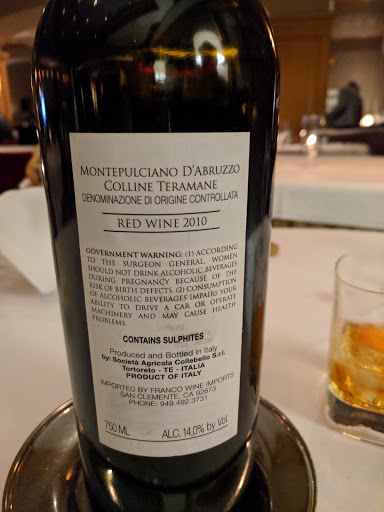 MONTEPULCIANO D'ABRUZZO
COLLINE TERAMANE
DENOMINAZIONE DI ORIGINE CONTROLLATA
RED WINE 2010
GOVERNMENT WARNING: (1) ACCORDING
TO THE SURGEON GENERAL, WOMEN
SHOULD NOT DRINK ALCOHOLIC BEVERAGES
DURING PREGNANCY BECAUSE OF THE
RISK OF BIRTH DEFECTS. (2) CONSUMPTION
OF ALCOHOLIC BEVERAGES IMPAIRS YOUR
ABILITY TO DRIVE A CAR OR OPERATE
MACHINERY AND MAY CAUSE HEALTH
PROBLEMS.
CONTAINS SULPHITES
Produced and Bottled in Italy
by: Società Agricola Collebello S.r.l.
Tortoreto - TE - ITALIA
PRODUCT OF ITALY
IMPORTED BY FRANCO WINE IMPORTS
SAN CLEMENTE, CA 92673
PHONE: 949.492.3731
750 ML ALC. 14.0% by Vol.